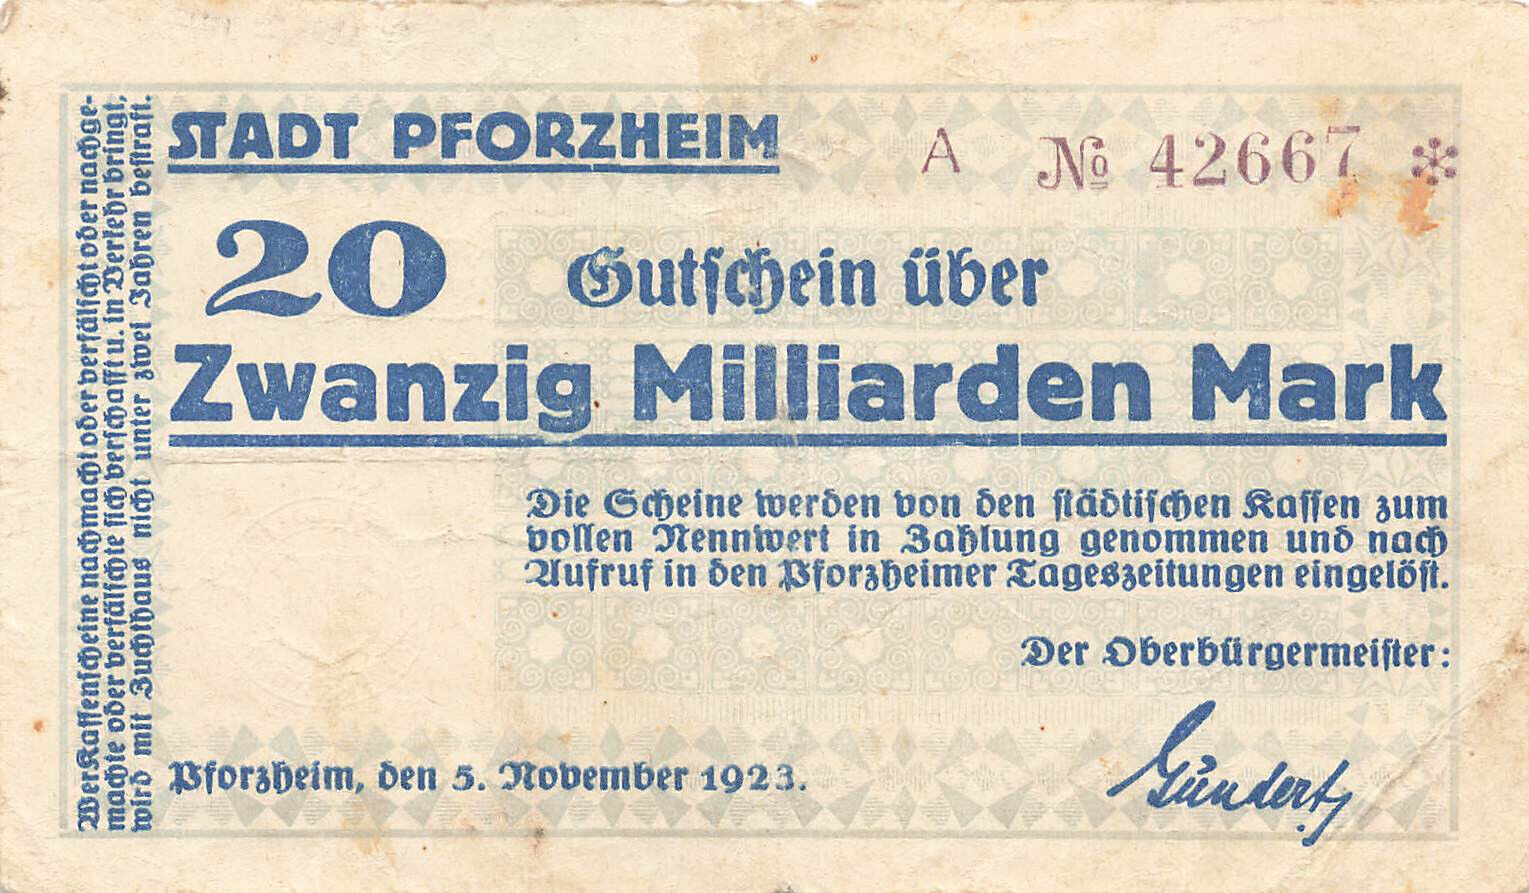 STADT PFORZHEIM
A № 42667 *
20 Gutschein über
Zwanzig Milliarden Mark
Die Scheine werden von den städtischen Kassen zum
vollen Nennwert in Zahlung genommen und nach
Aufruf in den Pforzheimer Tageszeitungen eingelöst.
Der Oberbürgermeister:
Gündert
Pforzheim, den 5. November 1923.
Wer Kassenscheine nachmacht oder verfälscht oder nachge-
machte oder verfälschte sich verschafft u. in Verkehr bringt,
wird mit Zuchthaus nicht unter zwei Jahren bestraft.